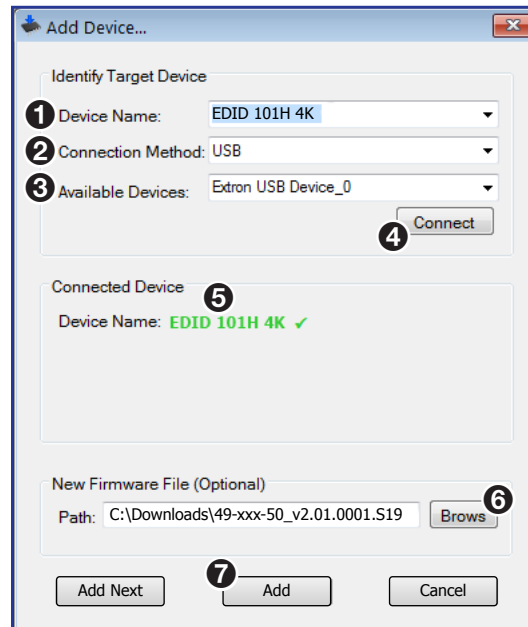 Add Device...
Identify Target Device
1 Device Name: EDID 101H 4K
2 Connection Method: USB
3 Available Devices: Extron USB Device_0
4 Connect
Connected Device
5
Device Name: EDID 101H 4K ✓
New Firmware File (Optional)
6
Path: C:\Downloads\49-xxx-50_v2.01.0001.S19 Brows
7
Add Next Add Cancel